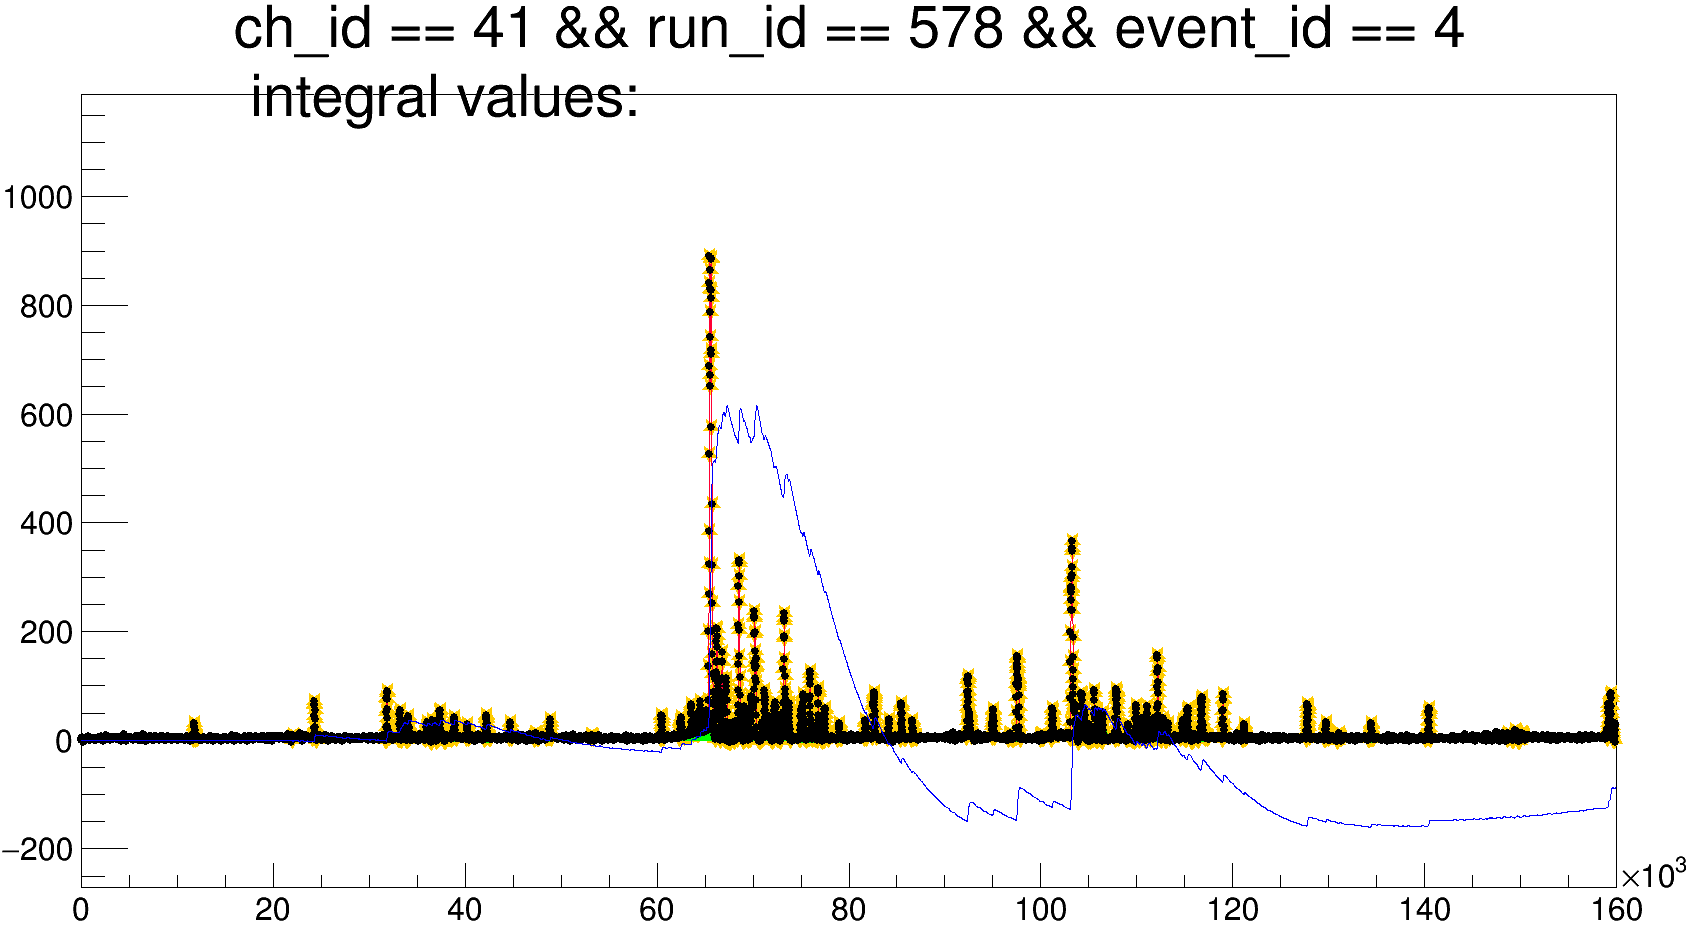 ch_id == 41 && run_id == 578 && event_id == 4
integral values:
1000
800
600
400
200
0
−200
×10³
0 20 40 60 80 100 120 140 160